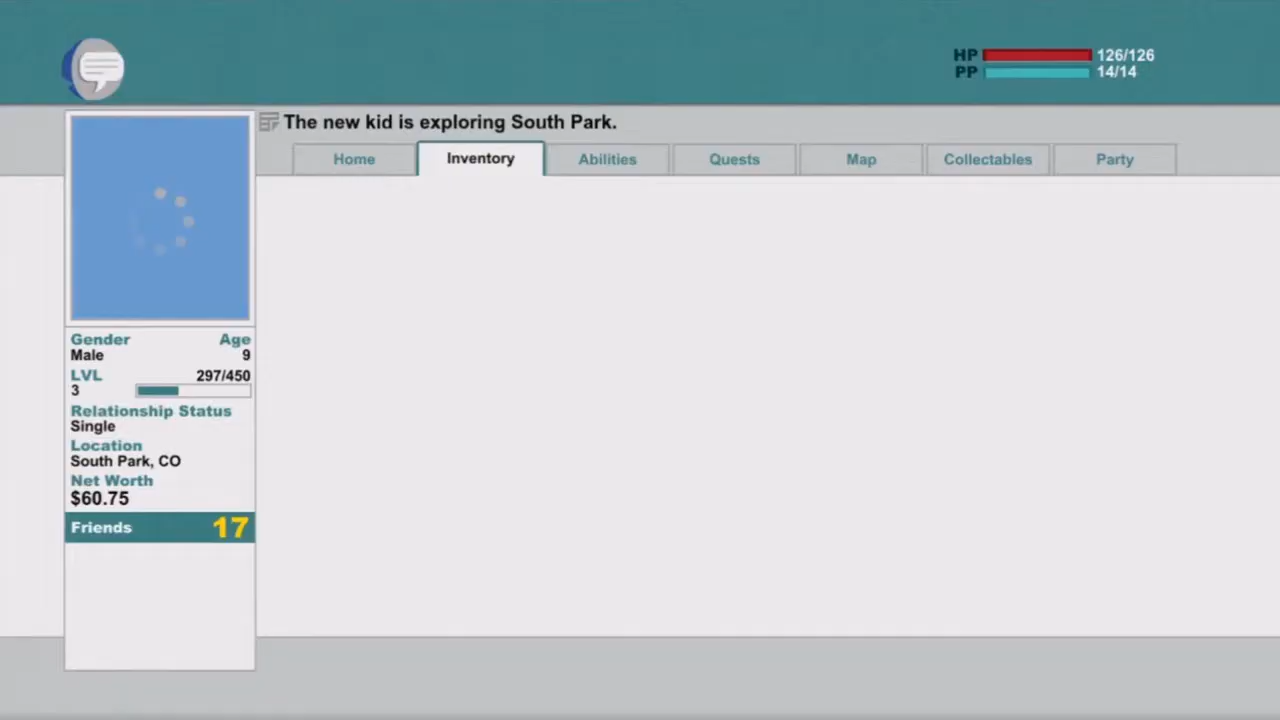 HP 126/126
PP 14/14
The new kid is exploring South Park.
Home Inventory Abilities Quests Map Collectables Party
Gender Age
Male 9
LVL 297/450
3
Relationship Status
Single
Location
South Park, CO
Net Worth
$60.75
Friends 17